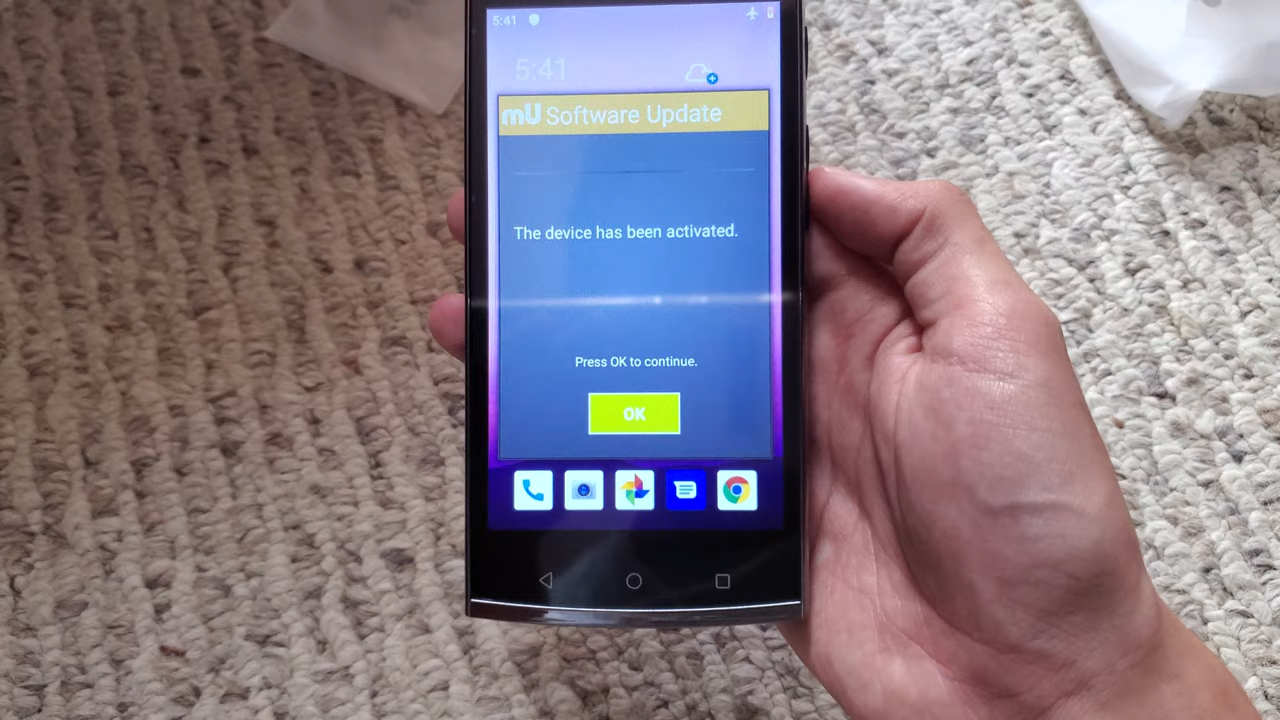 5:41
5:41
mU Software Update
The device has been activated.
Press OK to continue.
OK